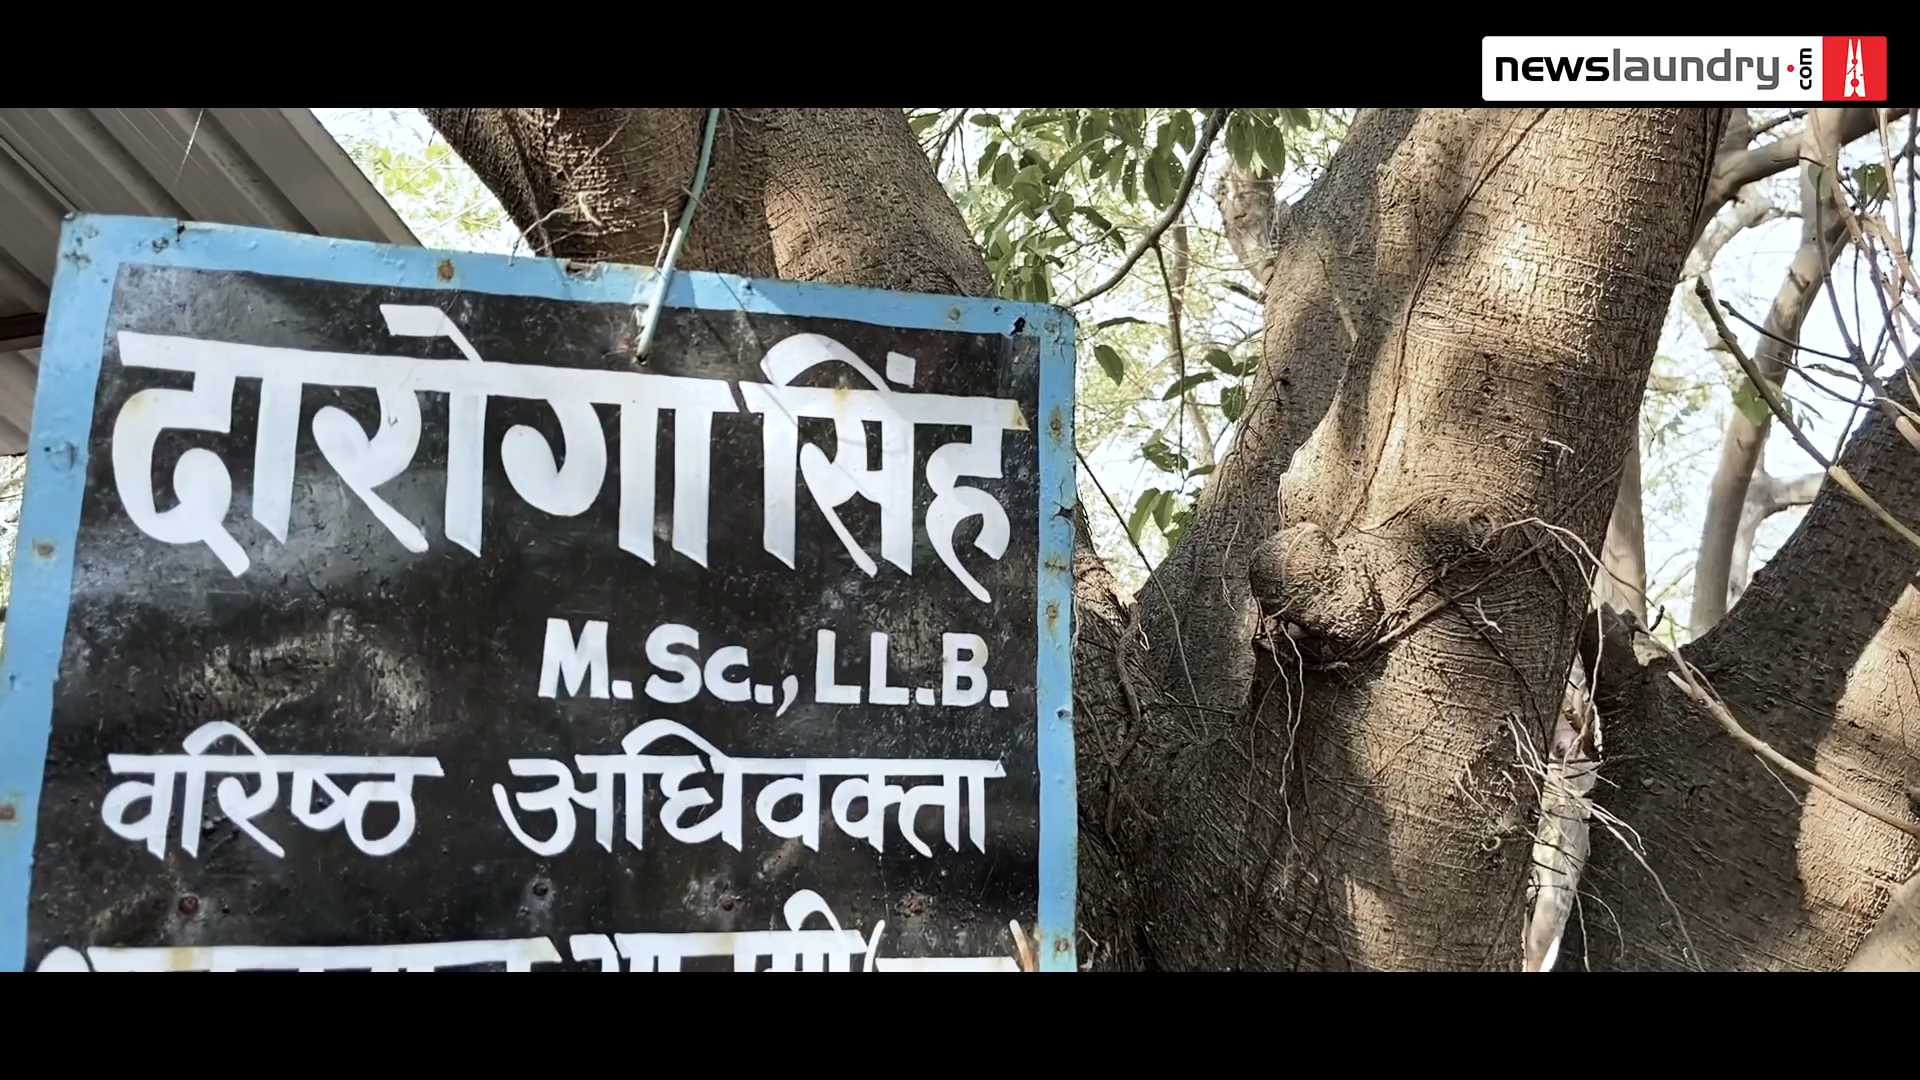 newslaundry.com
दारोगा सिंह
M.Sc., LL.B.
वरिष्ठ अधिवक्ता